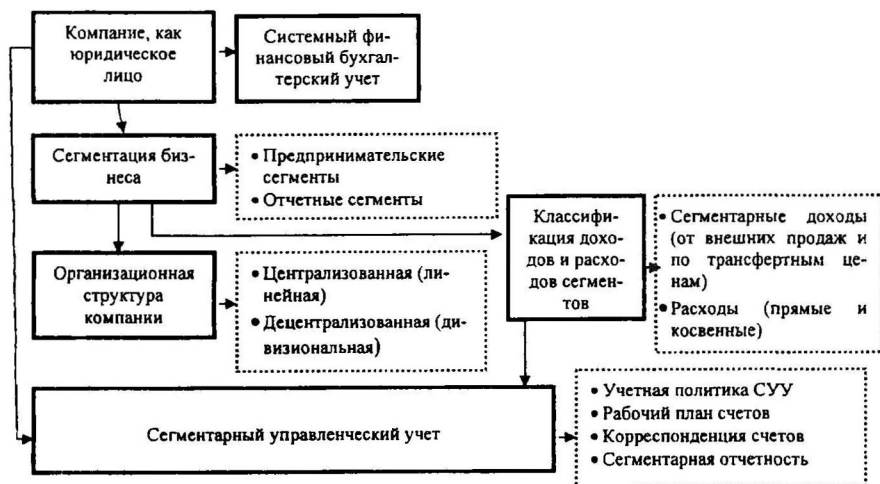 Компание, как
юридическое
лицо
Системный фи-
нансовый бухгал-
терский учет
Сегментация биз-
неса
• Предпринимательские
сегменты
• Отчетные сегменты
Классифи-
кация дохо-
дов и расхо-
дов сегмен-
тов
• Сегментарные доходы
(от внешних продаж и
по трансфертным це-
нам)
• Расходы (прямые и
косвенные)
Организационная
структура
компании
• Централизованная (ли-
нейная)
• Децентрализованная (ди-
визиональная)
Сегментарный управленческий учет
• Учетная политика СУУ
• Рабочий план счетов
• Корреспонденция счетов
• Сегментарная отчетность